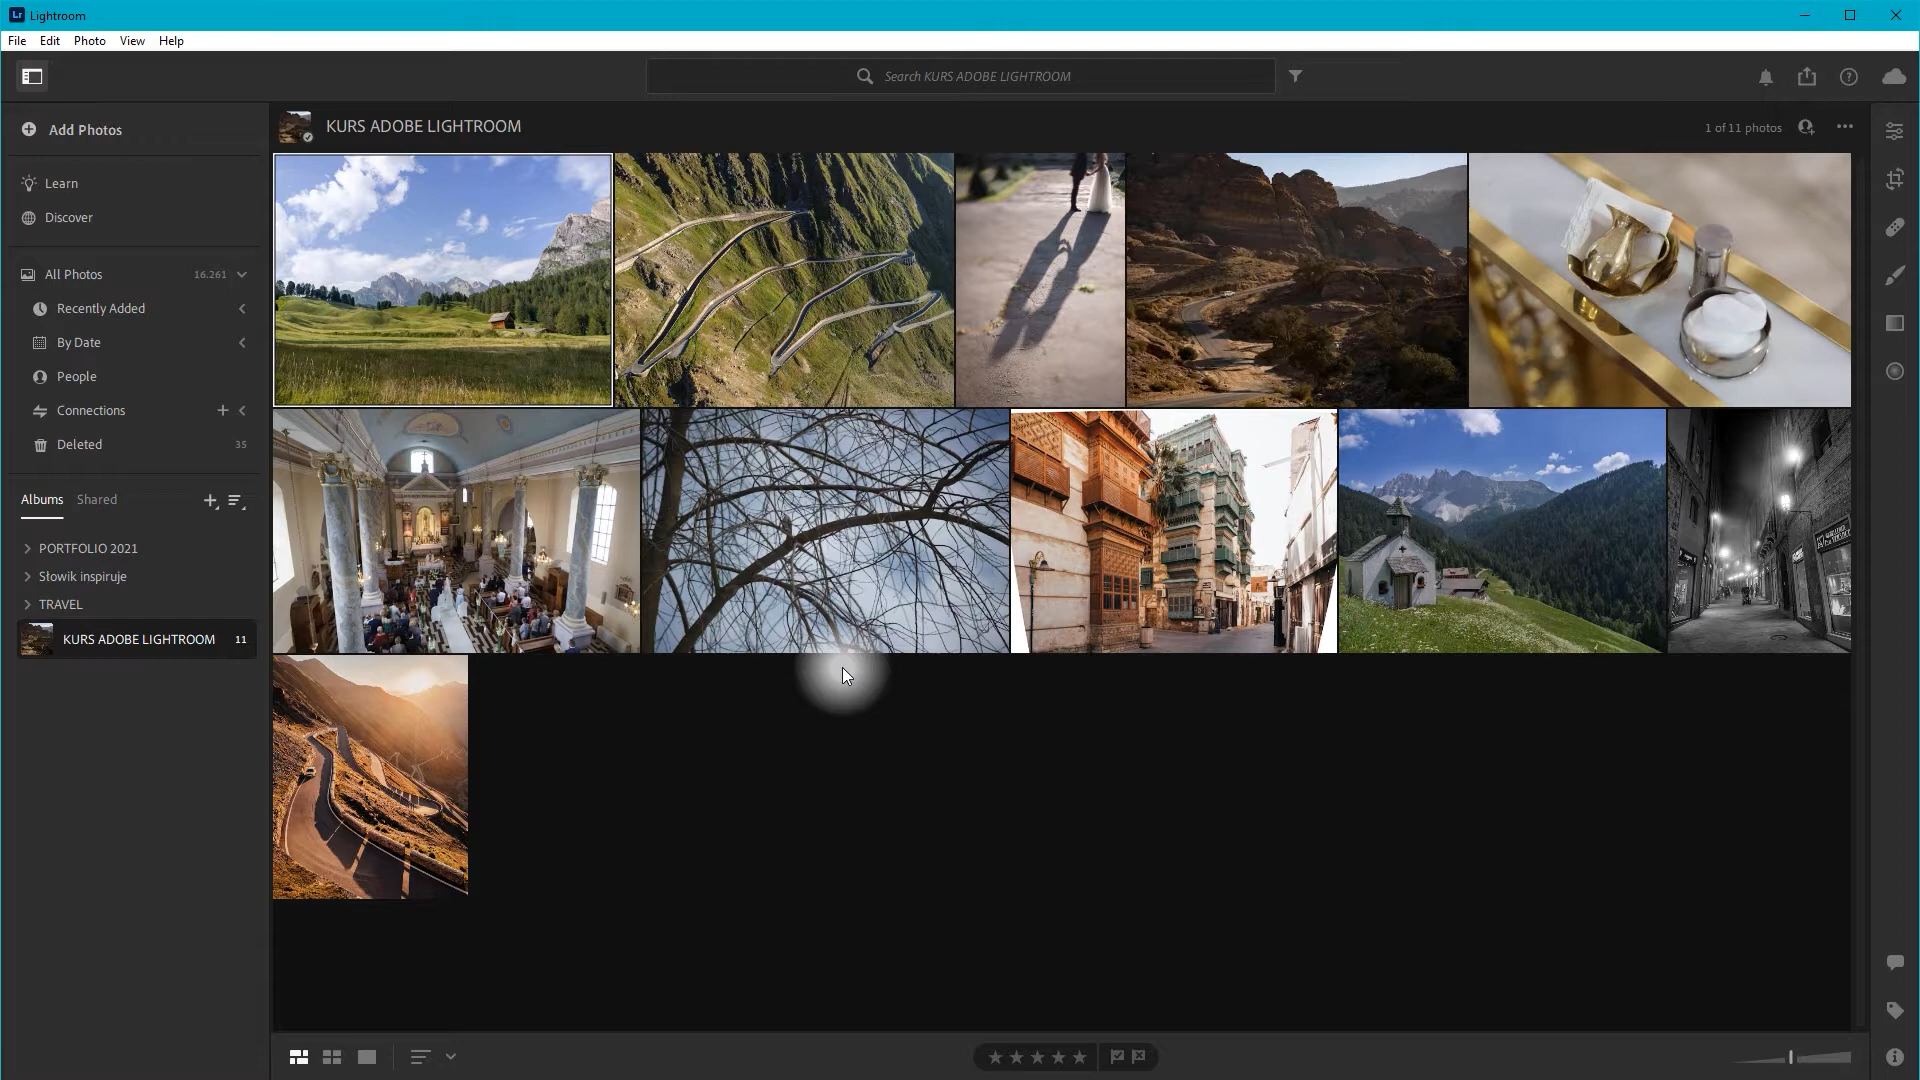 Lr Lightroom
File Edit Photo View Help
Search KURS ADOBE LIGHTROOM
Add Photos
KURS ADOBE LIGHTROOM
1 of 11 photos
Learn
Discover
All Photos 16.261
Recently Added
By Date
People
Connections
Deleted 35
Albums Shared
PORTFOLIO 2021
Słowik inspiruje
TRAVEL
KURS ADOBE LIGHTROOM 11